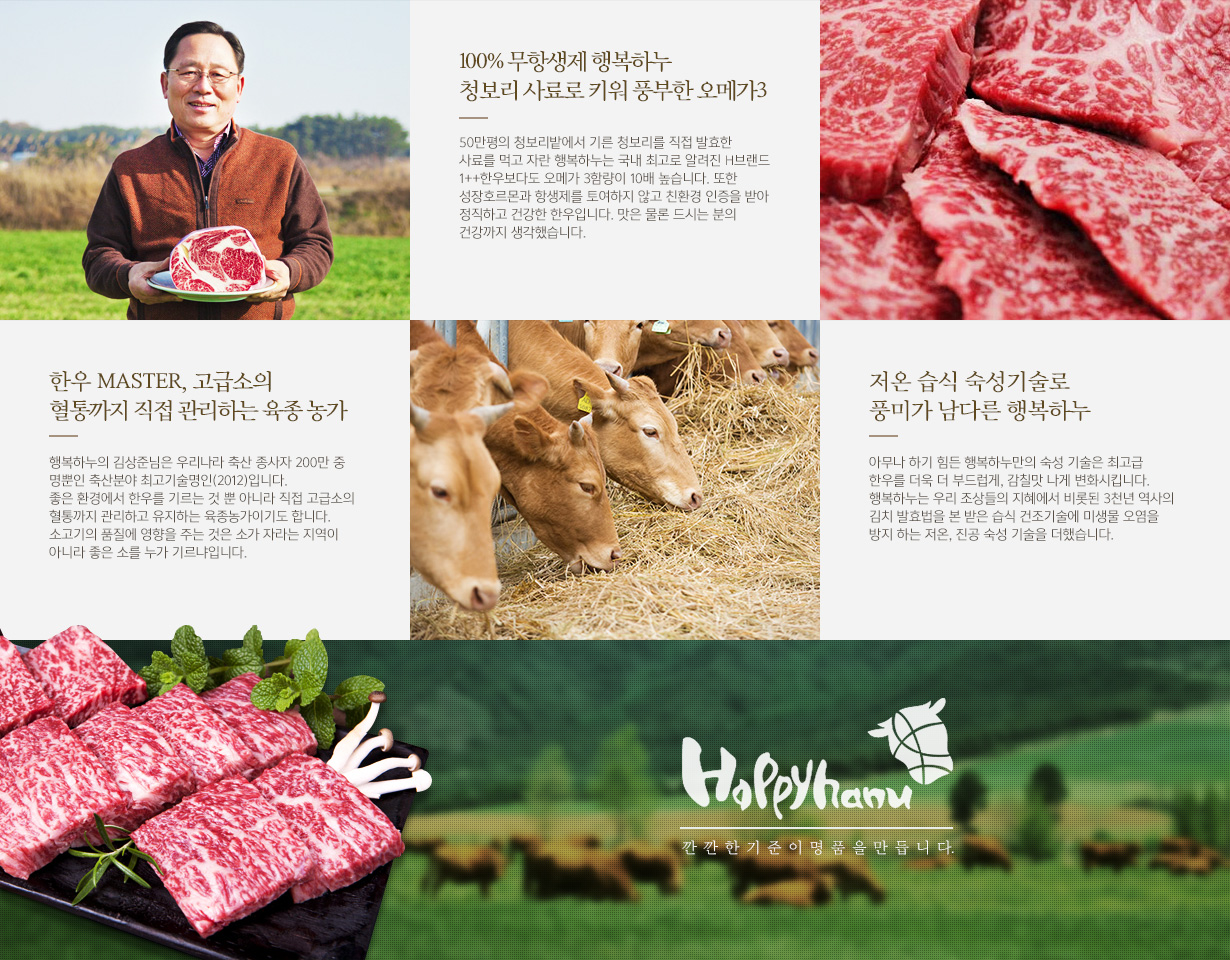 100% 무항생제 행복하누
청보리 사료로 키워 풍부한 오메가3
50만평의 청보리밭에서 기른 청보리를 직접 발효한
사료를 먹고 자란 행복하누는 국내 최고로 알려진 H브랜드
1++한우보다도 오메가 3함량이 10배 높습니다. 또한
성장호르몬과 항생제를 토여하지 않고 친환경 인증을 받아
정직하고 건강한 한우입니다. 맛은 물론 드시는 분의
건강까지 생각했습니다.
한우 MASTER, 고급소의
혈통까지 직접 관리하는 육종 농가
행복하누의 김상준님은 우리나라 축산 종사자 200만 중
명뿐인 축산분야 최고기술명인(2012)입니다.
좋은 환경에서 한우를 기르는 것 뿐 아니라 직접 고급소의
혈통까지 관리하고 유지하는 육종농가이기도 합니다.
소고기의 품질에 영향을 주는 것은 소가 자라는 지역이
아니라 좋은 소를 누가 기르냐입니다.
저온 습식 숙성기술로
풍미가 남다른 행복하누
아무나 하기 힘든 행복하누만의 숙성 기술은 최고급
한우를 더욱 더 부드럽게, 감칠맛 나게 변화시킵니다.
행복하누는 우리 조상들의 지혜에서 비롯된 3천년 역사의
김치 발효법을 본 받은 습식 건조기술에 미생물 오염을
방지 하는 저온, 진공 숙성 기술을 더했습니다.
Happyhanu
깐깐한기준이명품을만듭니다.